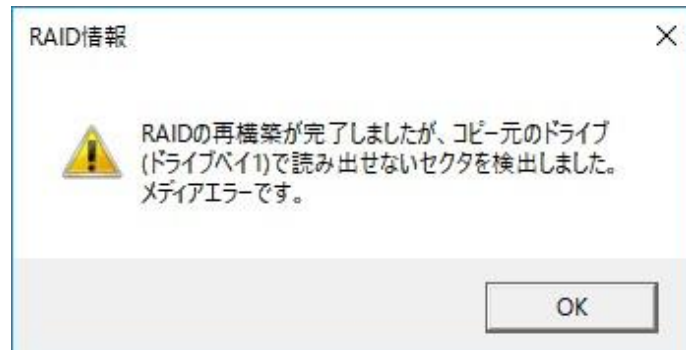 RAID情報
RAIDの再構築が完了しましたが、コピー元のドライブ
(ドライブベイ1)で読み出せないセクタを検出しました。
メディアエラーです。
OK